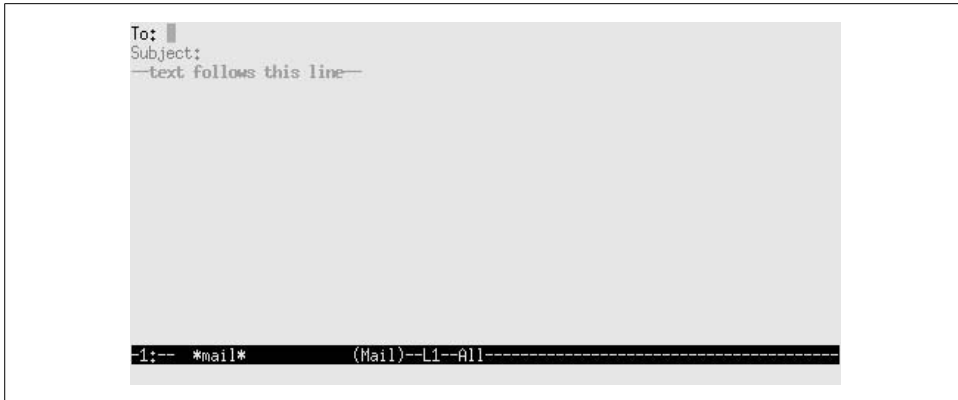 To:
Subject:
--text follows this line--
-1:-- *mail* (Mail)--L1--All---------------------------------------